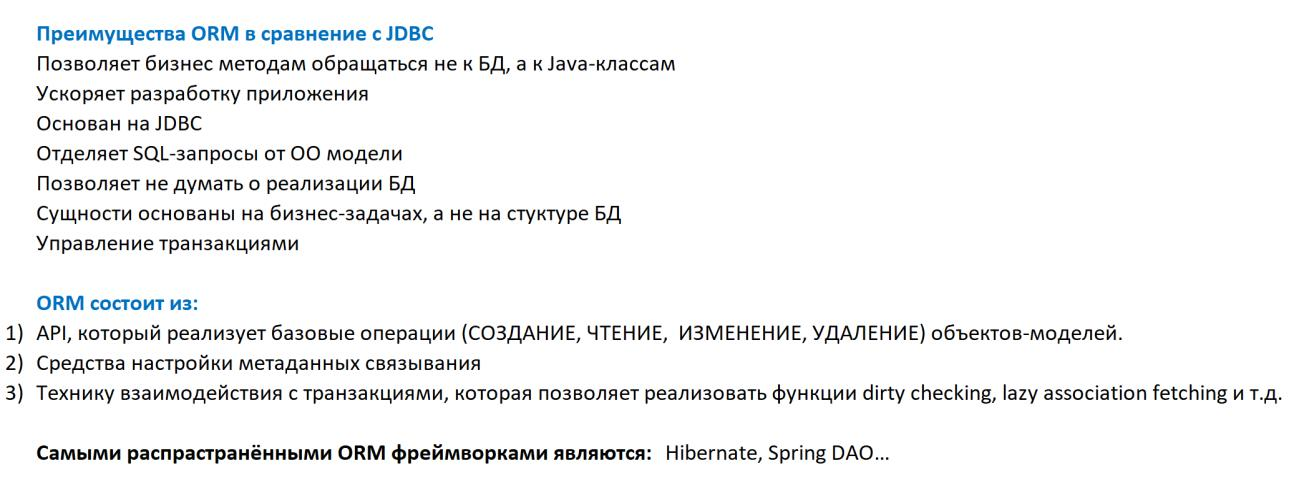 Преимущества ORM в сравнение с JDBC
Позволяет бизнес методам обращаться не к БД, а к Java-классам
Ускоряет разработку приложения
Основан на JDBC
Отделяет SQL-запросы от ОО модели
Позволяет не думать о реализации БД
Сущности основаны на бизнес-задачах, а не на стуктуре БД
Управление транзакциями
ORM состоит из:
1) API, который реализует базовые операции (СОЗДАНИЕ, ЧТЕНИЕ, ИЗМЕНЕНИЕ, УДАЛЕНИЕ) объектов-моделей.
2) Средства настройки метаданных связывания
3) Технику взаимодействия с транзакциями, которая позволяет реализовать функции dirty checking, lazy association fetching и т.д.
Самыми распрастранёнными ORM фреймворками являются: Hibernate, Spring DAO...